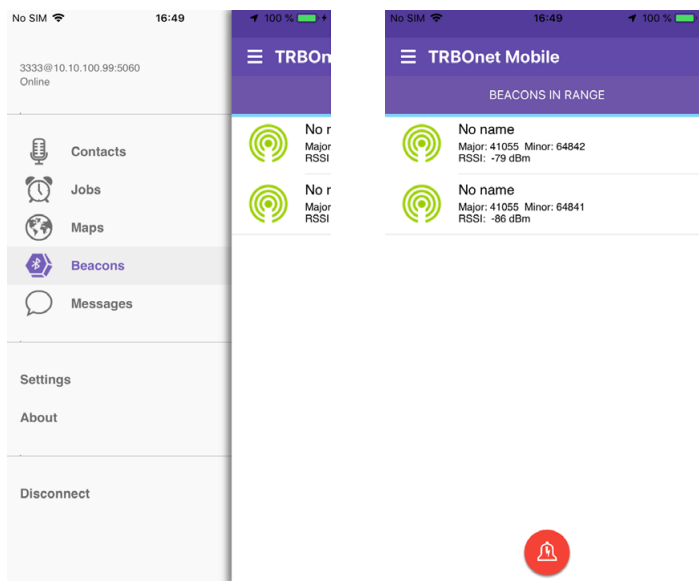 No SIM 16:49
3333@10.10.100.99:5060
Online
Contacts
Jobs
Maps
Beacons
Messages
Settings
About
Disconnect
100 %
TRBOn
No r
Major
RSSI
No r
Major
RSSI
No SIM 16:49 100 %
TRBOnet Mobile
BEACONS IN RANGE
No name
Major: 41055 Minor: 64842
RSSI: -79 dBm
No name
Major: 41055 Minor: 64841
RSSI: -86 dBm